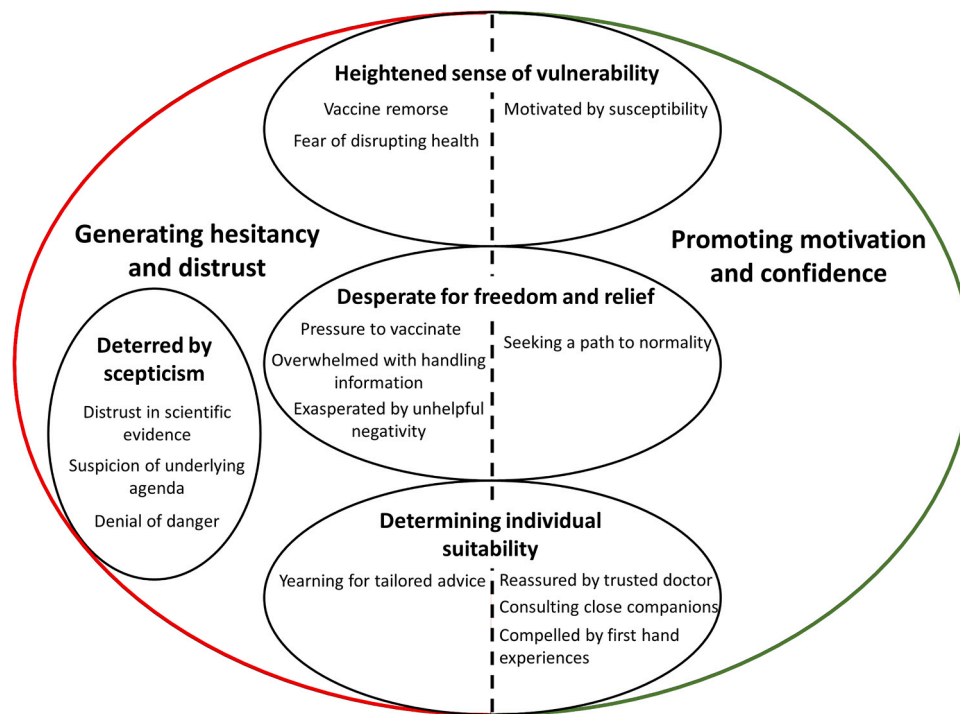 Heightened sense of vulnerability
Vaccine remorse
Fear of disrupting health
Motivated by susceptibility
Generating hesitancy
and distrust
Promoting motivation
and confidence
Desperate for freedom and relief
Pressure to vaccinate
Overwhelmed with handling
information
Exasperated by unhelpful
negativity
Seeking a path to normality
Deterred by
scepticism
Distrust in scientific
evidence
Suspicion of underlying
agenda
Denial of danger
Determining individual
suitability
Yearning for tailored advice
Reassured by trusted doctor
Consulting close companions
Compelled by first hand
experiences